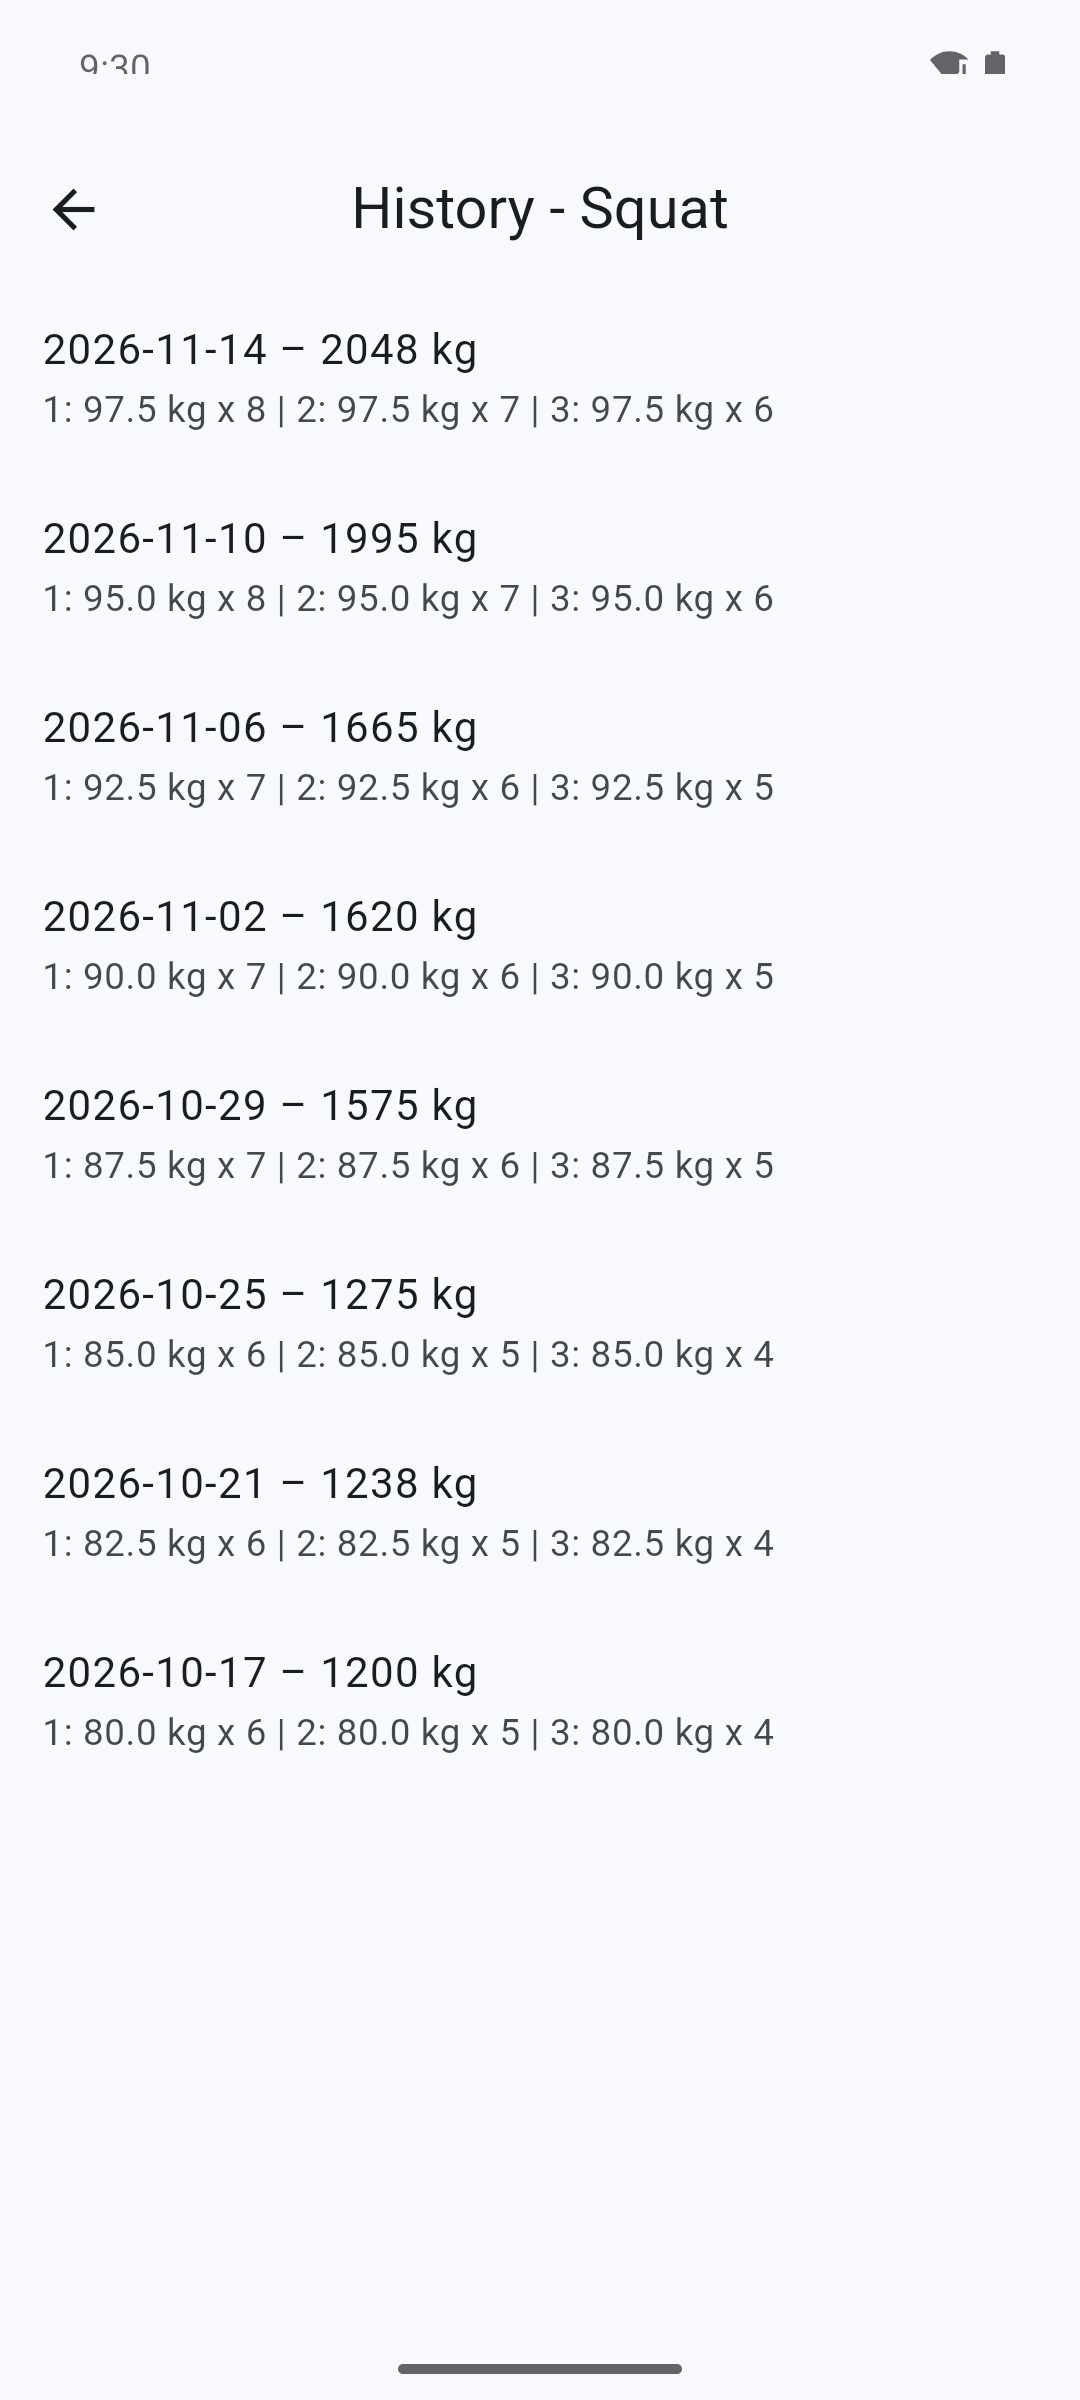 9:30
History - Squat
2026-11-14 – 2048 kg
1: 97.5 kg x 8 | 2: 97.5 kg x 7 | 3: 97.5 kg x 6
2026-11-10 – 1995 kg
1: 95.0 kg x 8 | 2: 95.0 kg x 7 | 3: 95.0 kg x 6
2026-11-06 – 1665 kg
1: 92.5 kg x 7 | 2: 92.5 kg x 6 | 3: 92.5 kg x 5
2026-11-02 – 1620 kg
1: 90.0 kg x 7 | 2: 90.0 kg x 6 | 3: 90.0 kg x 5
2026-10-29 – 1575 kg
1: 87.5 kg x 7 | 2: 87.5 kg x 6 | 3: 87.5 kg x 5
2026-10-25 – 1275 kg
1: 85.0 kg x 6 | 2: 85.0 kg x 5 | 3: 85.0 kg x 4
2026-10-21 – 1238 kg
1: 82.5 kg x 6 | 2: 82.5 kg x 5 | 3: 82.5 kg x 4
2026-10-17 – 1200 kg
1: 80.0 kg x 6 | 2: 80.0 kg x 5 | 3: 80.0 kg x 4